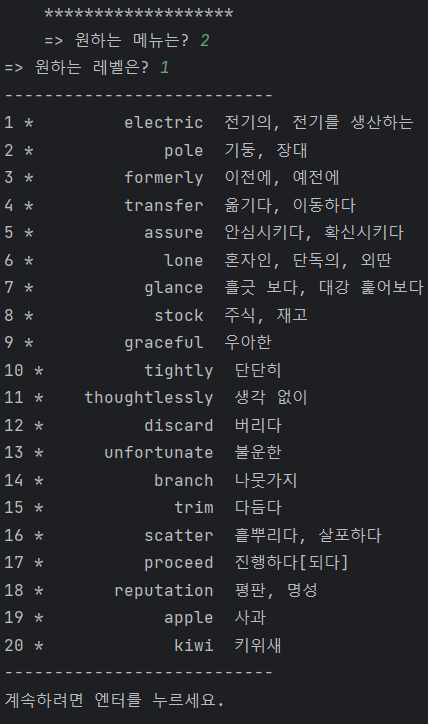 *******************
=> 원하는 메뉴는? 2
=> 원하는 레벨은? 1
---------------------------
1 * electric 전기의, 전기를 생산하는
2 * pole 기둥, 장대
3 * formerly 이전에, 예전에
4 * transfer 옮기다, 이동하다
5 * assure 안심시키다, 확신시키다
6 * lone 혼자인, 단독의, 외딴
7 * glance 흘긋 보다, 대강 훑어보다
8 * stock 주식, 재고
9 * graceful 우아한
10 * tightly 단단히
11 * thoughtlessly 생각 없이
12 * discard 버리다
13 * unfortunate 불운한
14 * branch 나뭇가지
15 * trim 다듬다
16 * scatter 흩뿌리다, 살포하다
17 * proceed 진행하다[되다]
18 * reputation 평판, 명성
19 * apple 사과
20 * kiwi 키위새
---------------------------
계속하려면 엔터를 누르세요.